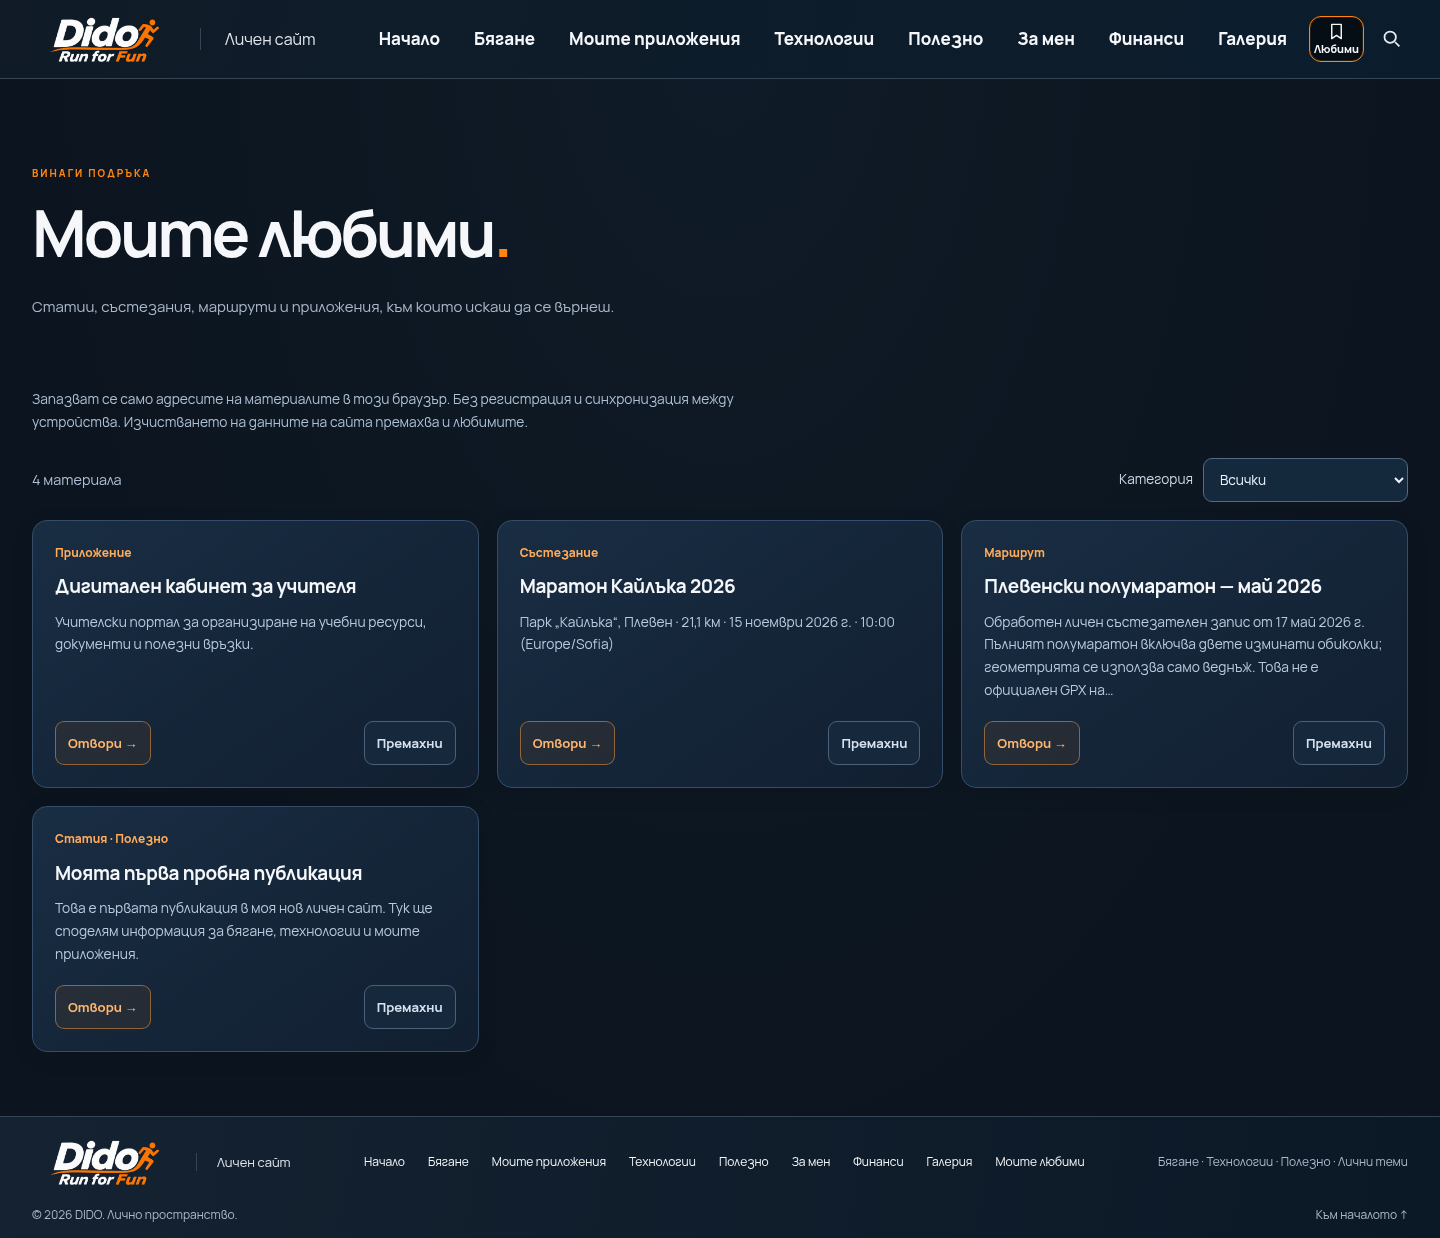 Dido
Run for Fun
Личен сайт
Начало
Бягане
Моите приложения
Технологии
Полезно
За мен
Финанси
Галерия
Любими
ВИНАГИ ПОДРЪКА
Моите любими.
Статии, състезания, маршрути и приложения, към които искаш да се върнеш.
Запазват се само адресите на материалите в този браузър. Без регистрация и синхронизация между
устройства. Изчистването на данните на сайта премахва и любимите.
4 материала
Категория
Всички
Приложение
Дигитален кабинет за учителя
Учителски портал за организиране на учебни ресурси,
документи и полезни връзки.
Отвори →
Премахни
Състезание
Маратон Кайлъка 2026
Парк „Кайлъка“, Плевен · 21,1 км · 15 ноември 2026 г. · 10:00
(Europe/Sofia)
Отвори →
Премахни
Маршрут
Плевенски полумаратон — май 2026
Обработен личен състезателен запис от 17 май 2026 г.
Пълният полумаратон включва двете изминати обиколки;
геометрията се използва само веднъж. Това не е
официален GPX на…
Отвори →
Премахни
Статия · Полезно
Моята първа пробна публикация
Това е първата публикация в моя нов личен сайт. Тук ще
споделям информация за бягане, технологии и моите
приложения.
Отвори →
Премахни
Dido
Run for Fun
Личен сайт
Начало
Бягане
Моите приложения
Технологии
Полезно
За мен
Финанси
Галерия
Моите любими
Бягане · Технологии · Полезно · Лични теми
© 2026 DIDO. Лично пространство.
Към началото ↑